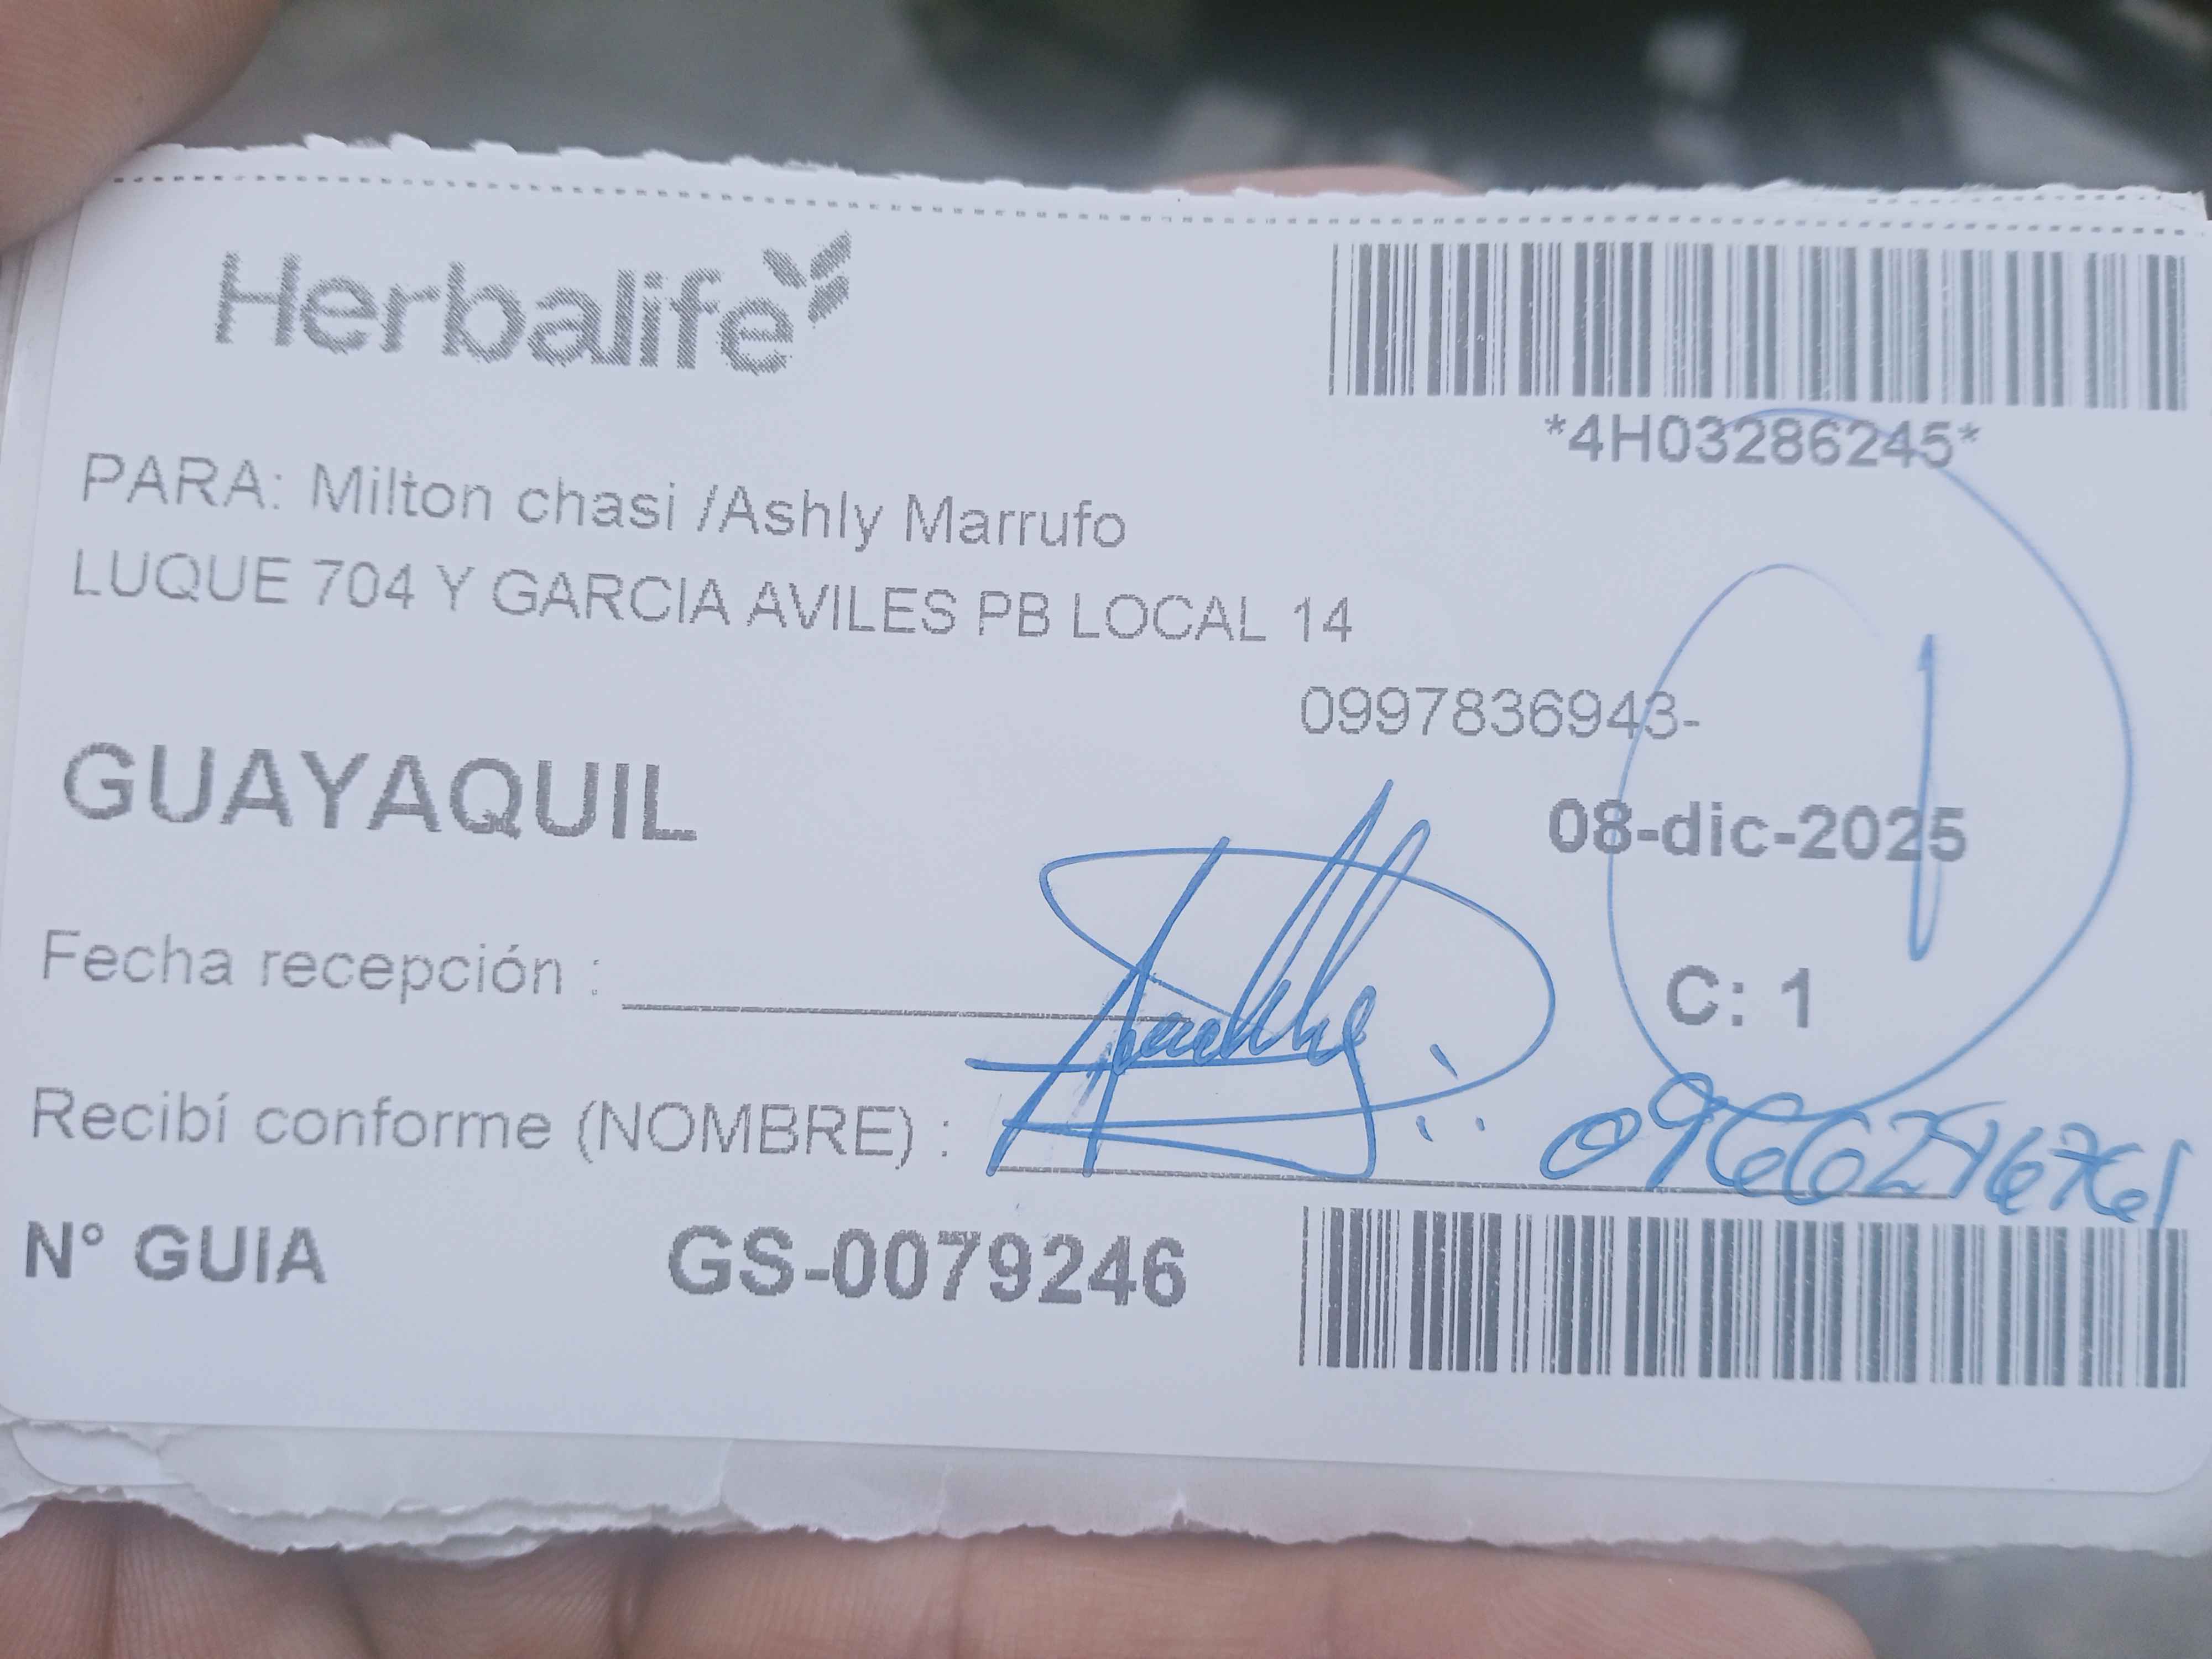 Herbalife
*4H03286245*
PARA: Milton chasi /Ashly Marrufo
LUQUE 704 Y GARCIA AVILES PB LOCAL 14
0997836943-
GUAYAQUIL
08-dic-2025
Fecha recepción :
C: 1
Recibí conforme (NOMBRE) :
N° GUIA GS-0079246